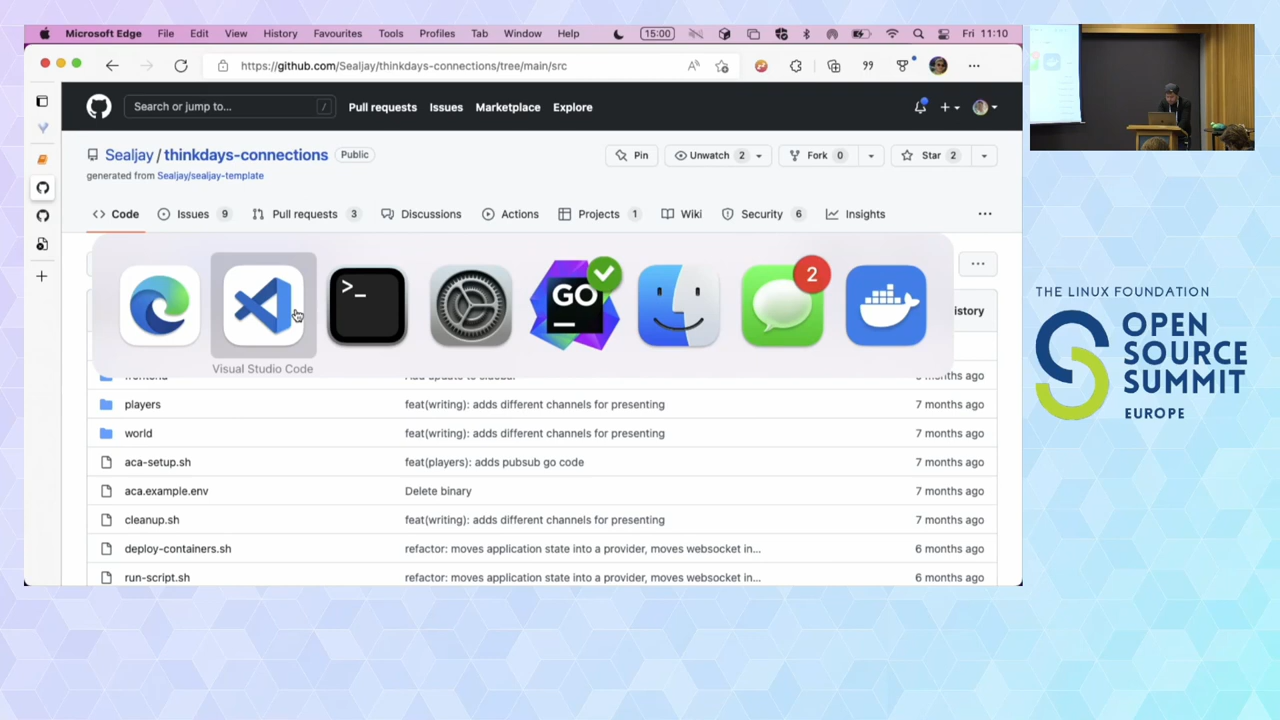 Microsoft Edge File Edit View History Favourites Tools Profiles Tab Window Help 15:00 Fri 11:10
https://github.com/Sealjay/thinkdays-connections/tree/main/src
Search or jump to... / Pull requests Issues Marketplace Explore
Sealjay / thinkdays-connections Public Pin Unwatch 2 Fork 0 Star 2
generated from Sealjay/sealjay-template
Code Issues 9 Pull requests 3 Discussions Actions Projects 1 Wiki Security 6 Insights
>_ GO 2
Visual Studio Code
players feat(writing): adds different channels for presenting 7 months ago
world feat(writing): adds different channels for presenting 7 months ago
aca-setup.sh feat(players): adds pubsub go code 7 months ago
aca.example.env Delete binary 7 months ago
cleanup.sh feat(writing): adds different channels for presenting 7 months ago
deploy-containers.sh refactor: moves application state into a provider, moves websocket in... 6 months ago
run-script.sh refactor: moves application state into a provider, moves websocket in... 6 months ago
THE LINUX FOUNDATION
OPEN
SOURCE
SUMMIT
EUROPE